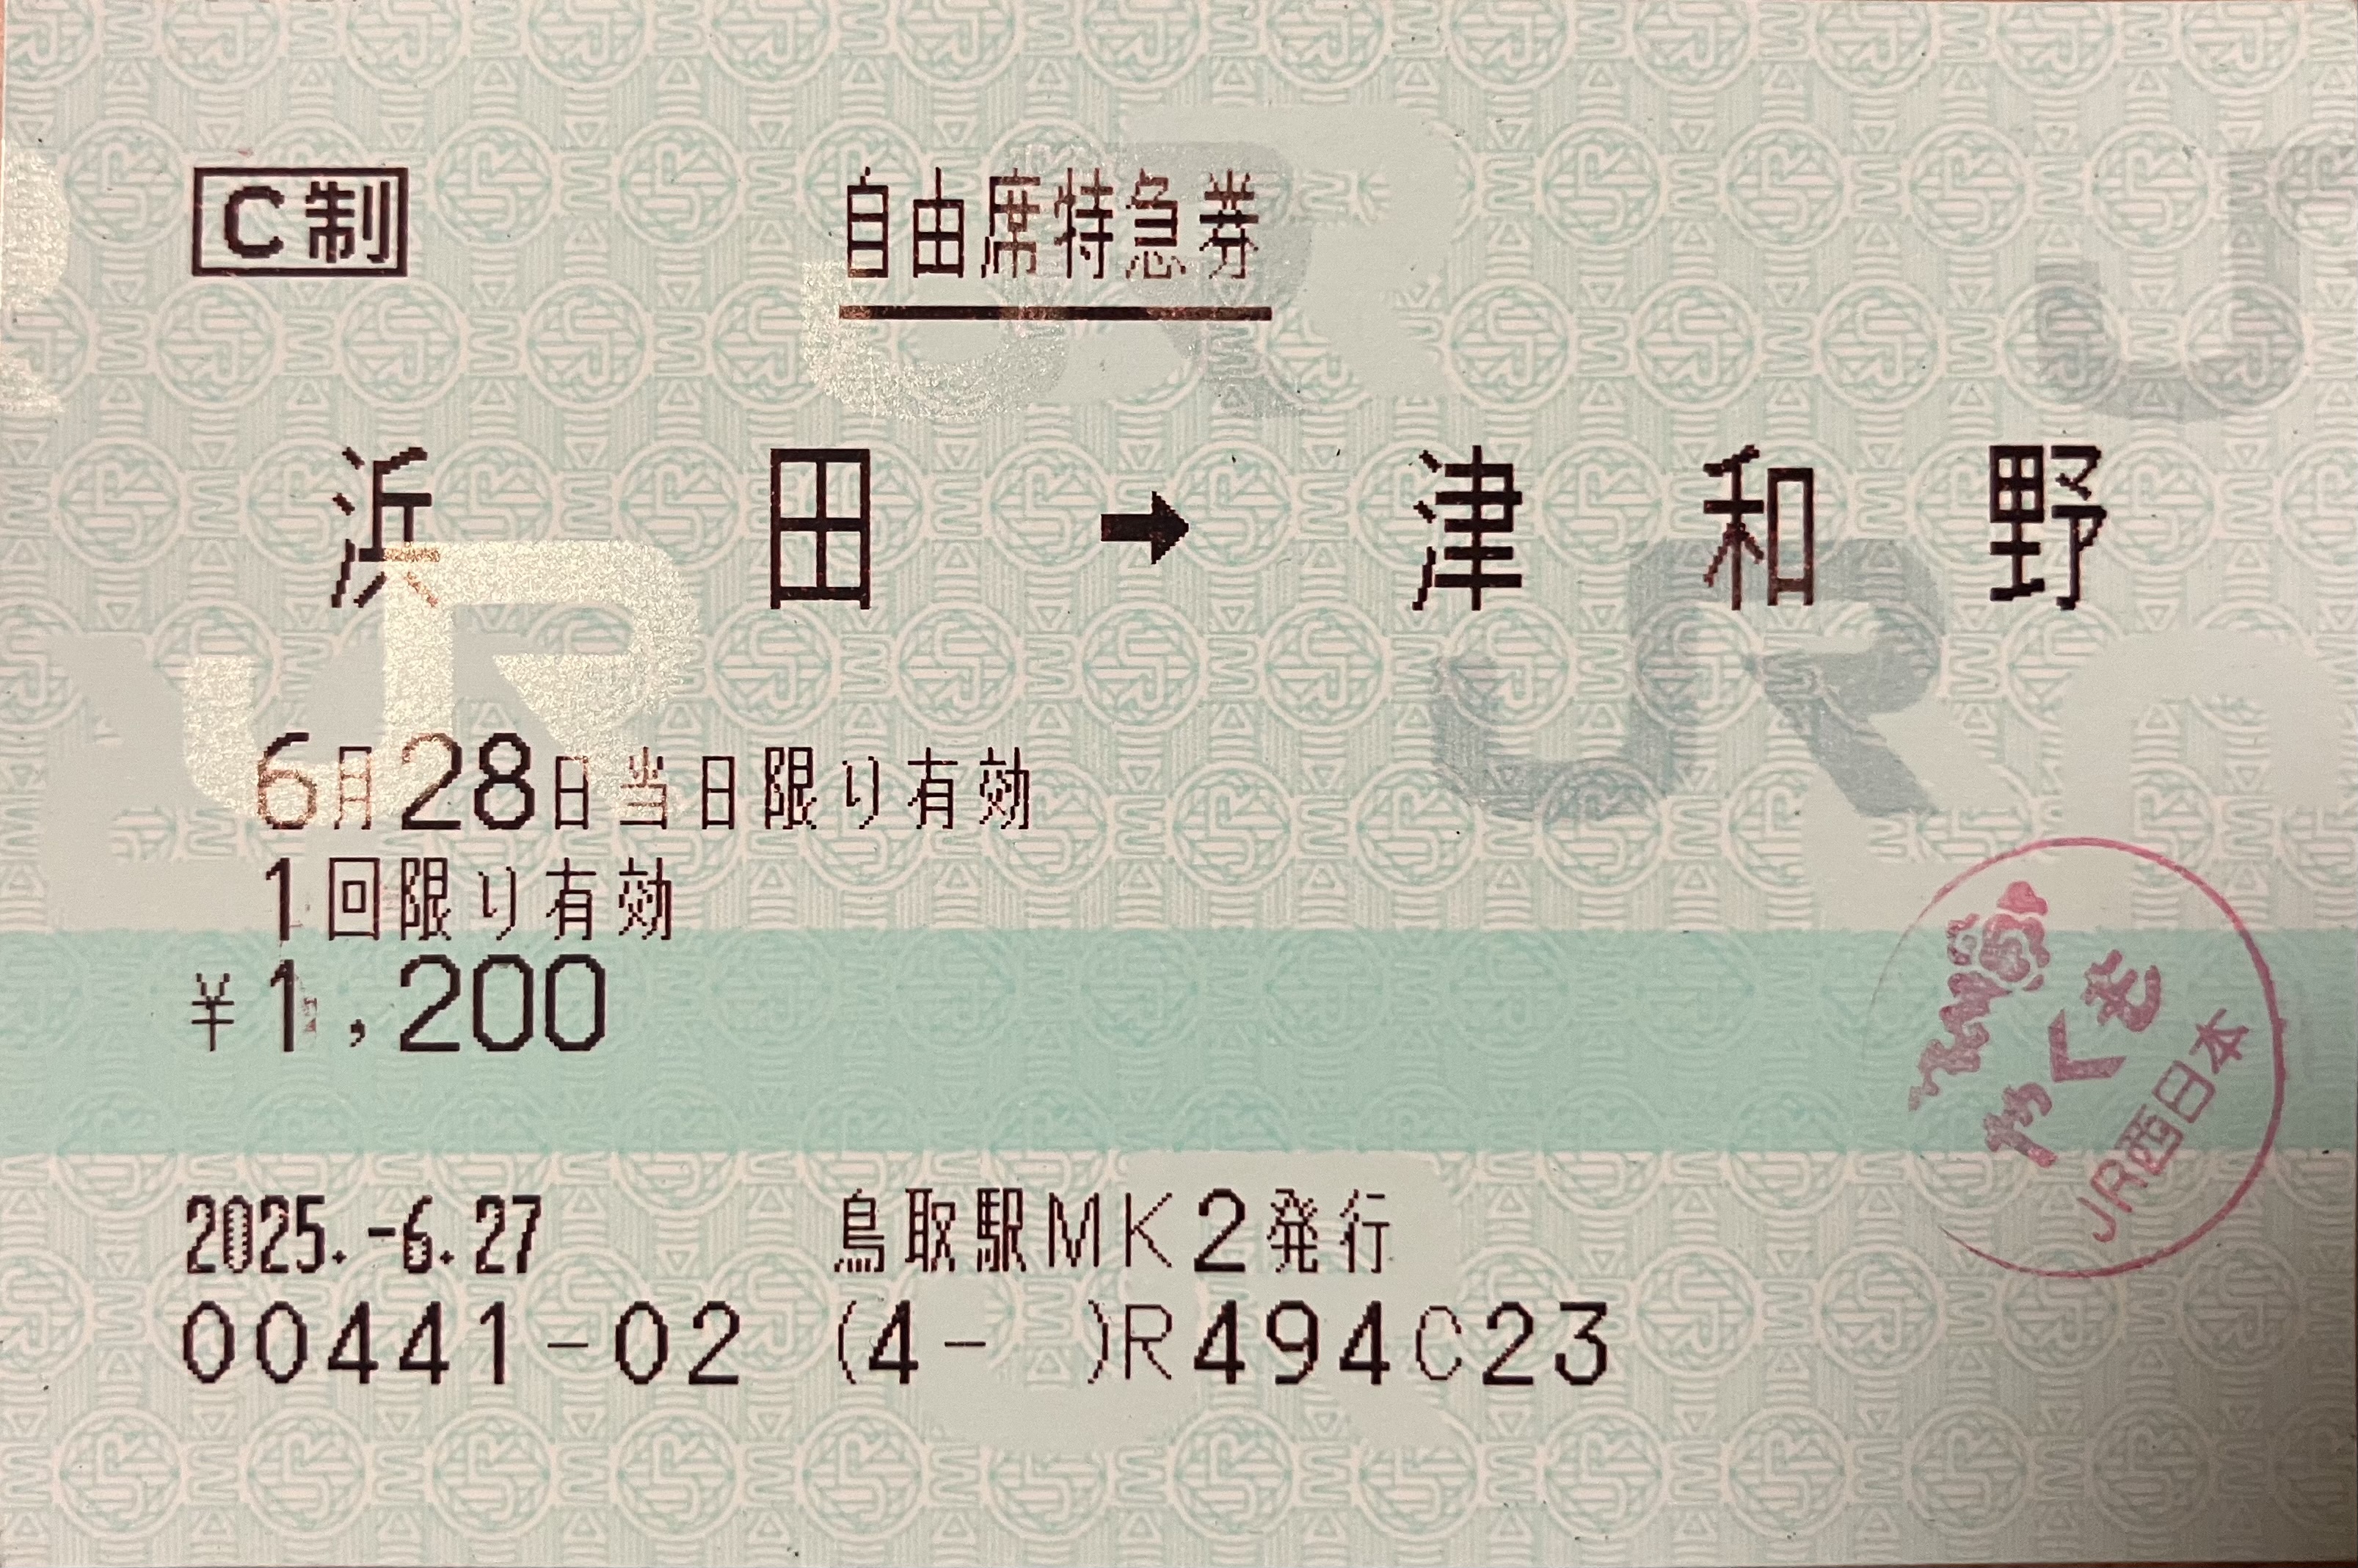 C制
自由席特急券
浜田→津和野
6月28日当日限り有効
1回限り有効
¥1,200
2025.-6.27 鳥取駅MK2発行
00441-02 (4- )R494C23
やくも
JR西日本
JR